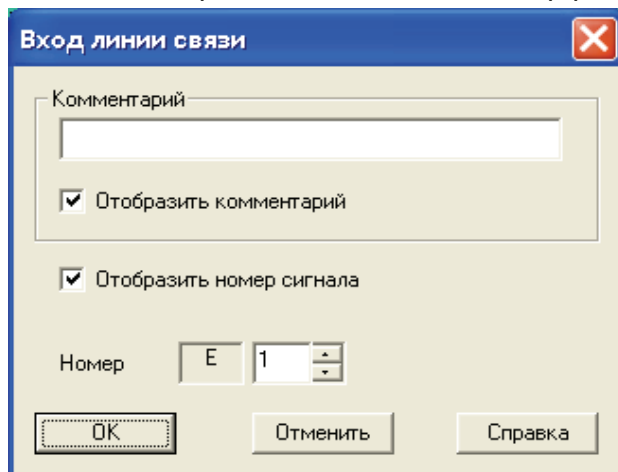 Вход линии связи
Комментарий
Отобразить комментарий
Отобразить номер сигнала
Номер E 1
OK Отменить Справка